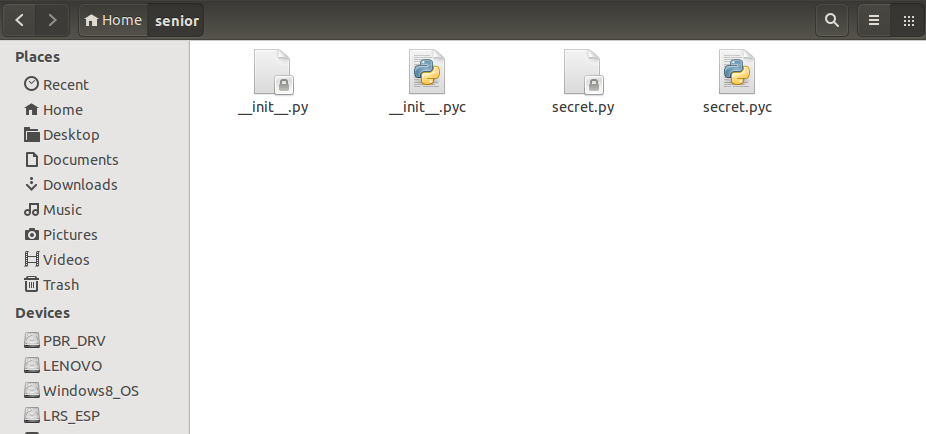 Home senior
Places
Recent
Home
Desktop
Documents
Downloads
Music
Pictures
Videos
Trash
Devices
PBR_DRV
LENOVO
Windows8_OS
LRS_ESP
__init__.py __init__.pyc secret.py secret.pyc